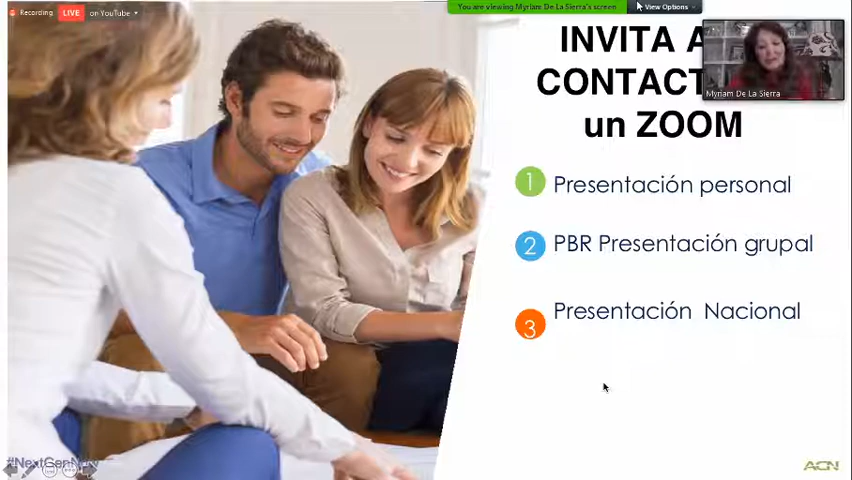 Recording LIVE on YouTube
You are viewing Myriam De La Sierra's screen
View Options
INVITA A
CONTACT
un ZOOM
Myriam De La Sierra
1 Presentación personal
2 PBR Presentación grupal
3 Presentación Nacional
ACN